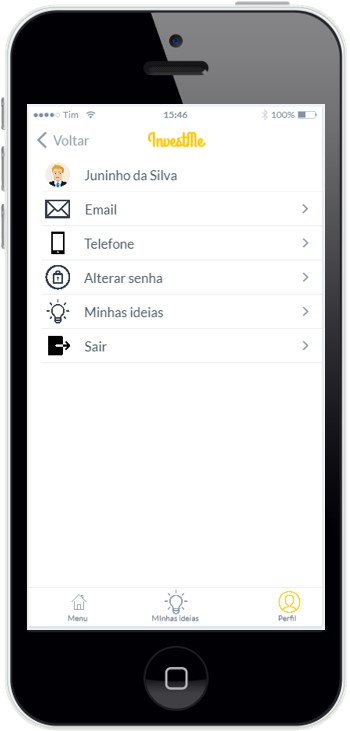 Tim 15:46 100%
Voltar InvestMe
Juninho da Silva
Email
Telefone
Alterar senha
Minhas ideias
Sair
Menu Minhas ideias Perfil